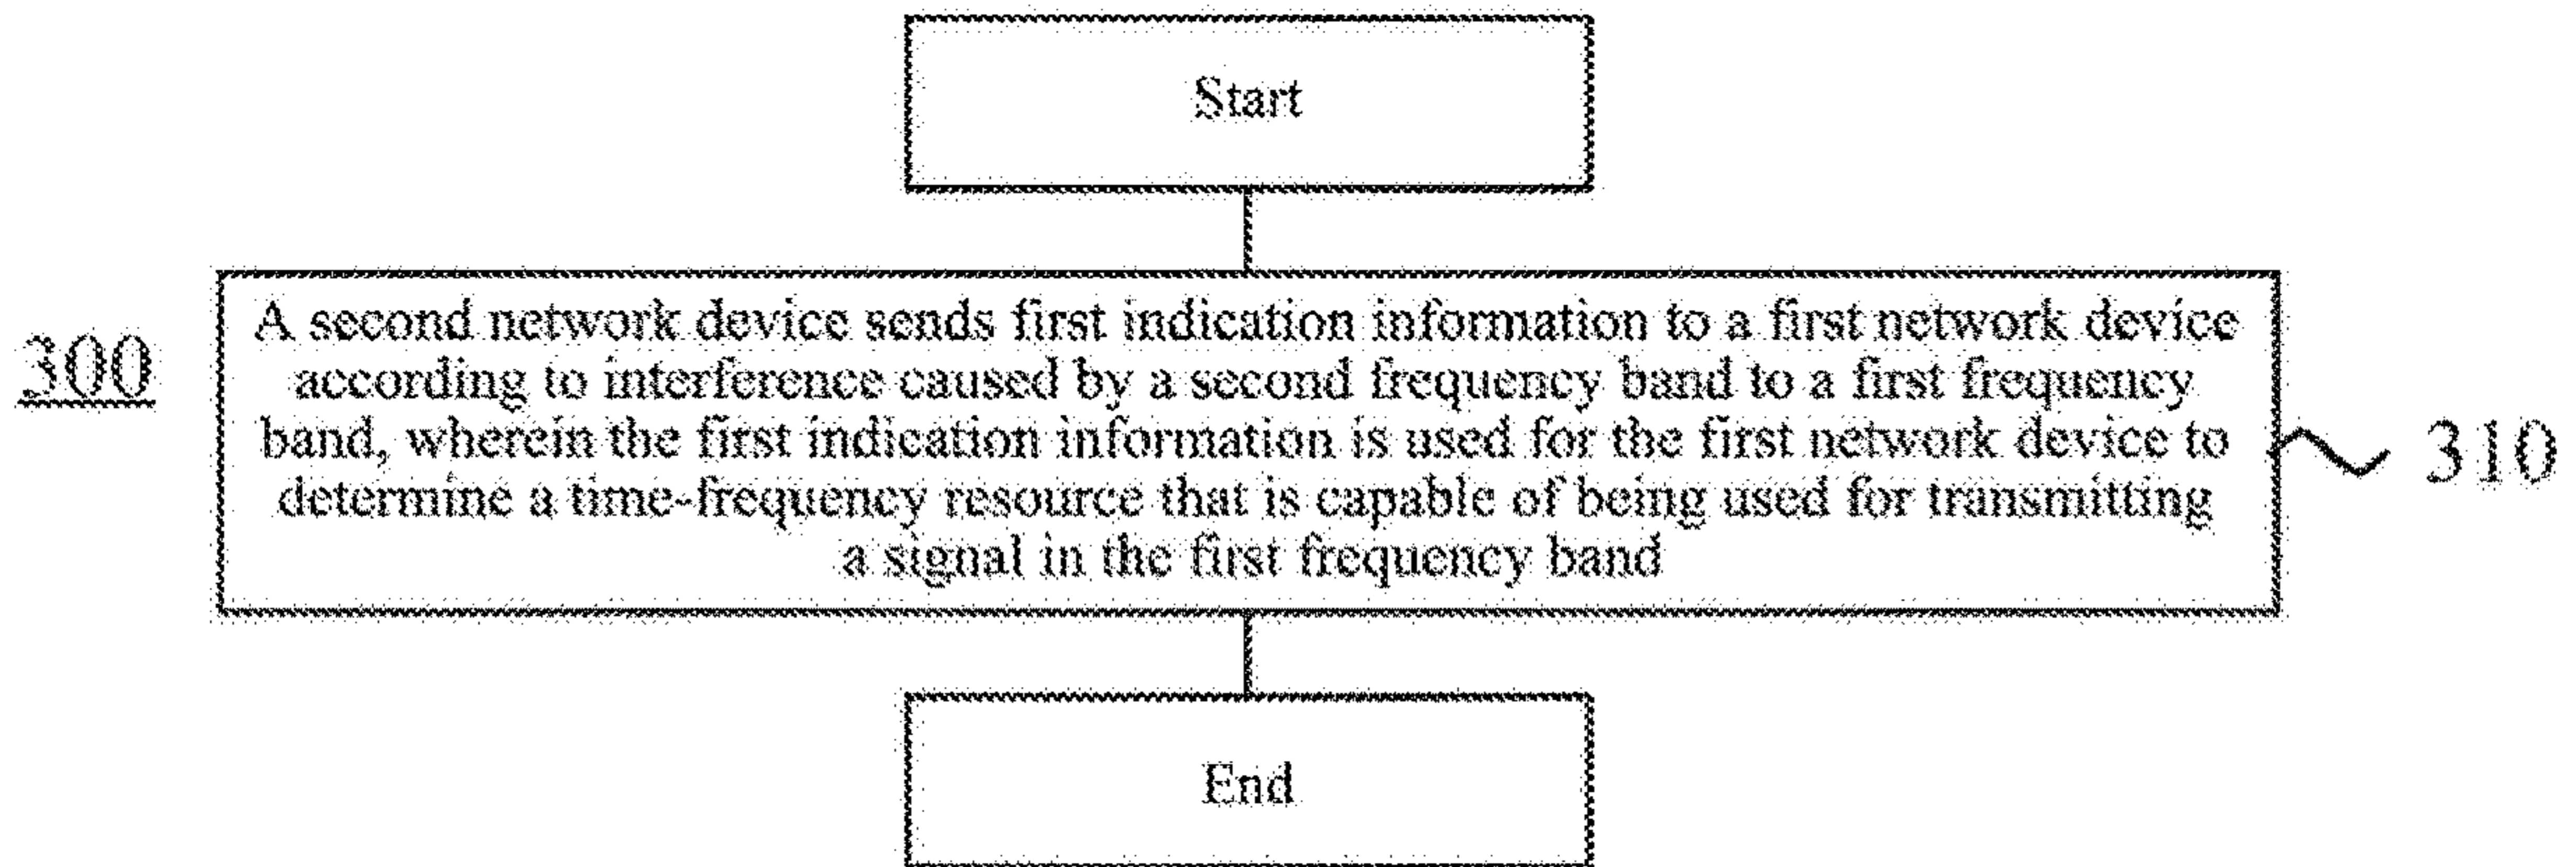 Start
A second network device sends first indication information to a first network device
according to interference caused by a second frequency band to a first frequency
band, wherein the first indication information is used for the first network device to
determine a time-frequency resource that is capable of being used for transmitting
a signal in the first frequency band
300
310
End